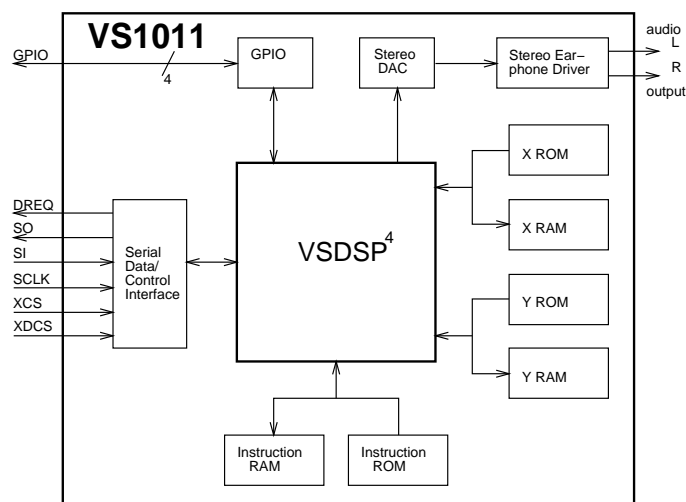 VS1011
GPIO
4
GPIO
Stereo
DAC
Stereo Ear–
phone Driver
audio
L
R
output
X ROM
X RAM
DREQ
SO
SI
SCLK
XCS
XDCS
Serial
Data/
Control
Interface
VSDSP4
Y ROM
Y RAM
Instruction
RAM
Instruction
ROM